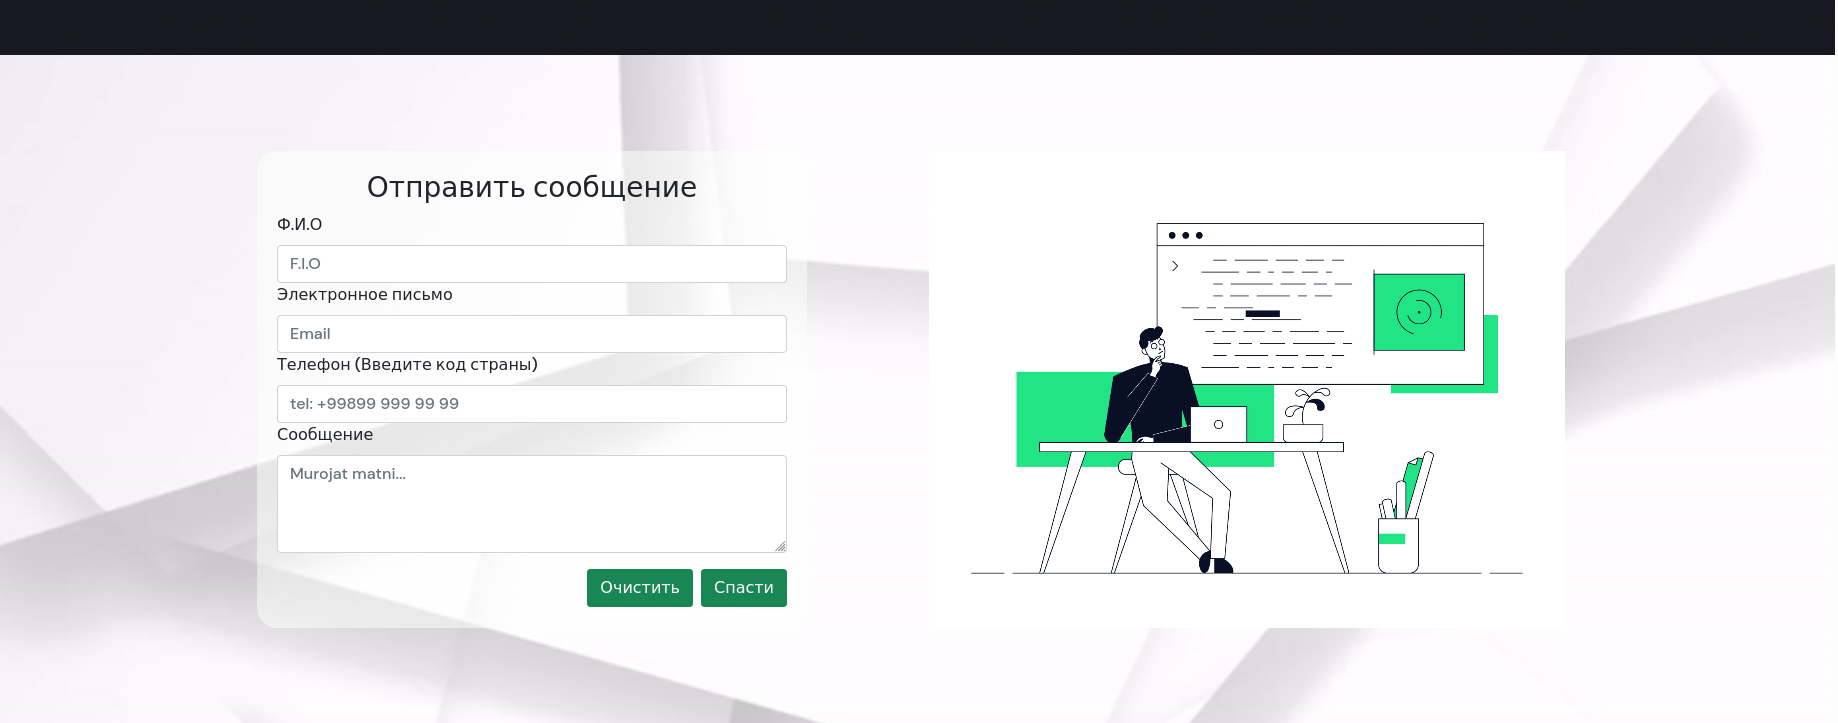 Отправить сообщение
Ф.И.О
F.I.O
Электронное письмо
Email
Телефон (Введите код страны)
tel: +99899 999 99 99
Сообщение
Murojat matni...
Очистить Спасти